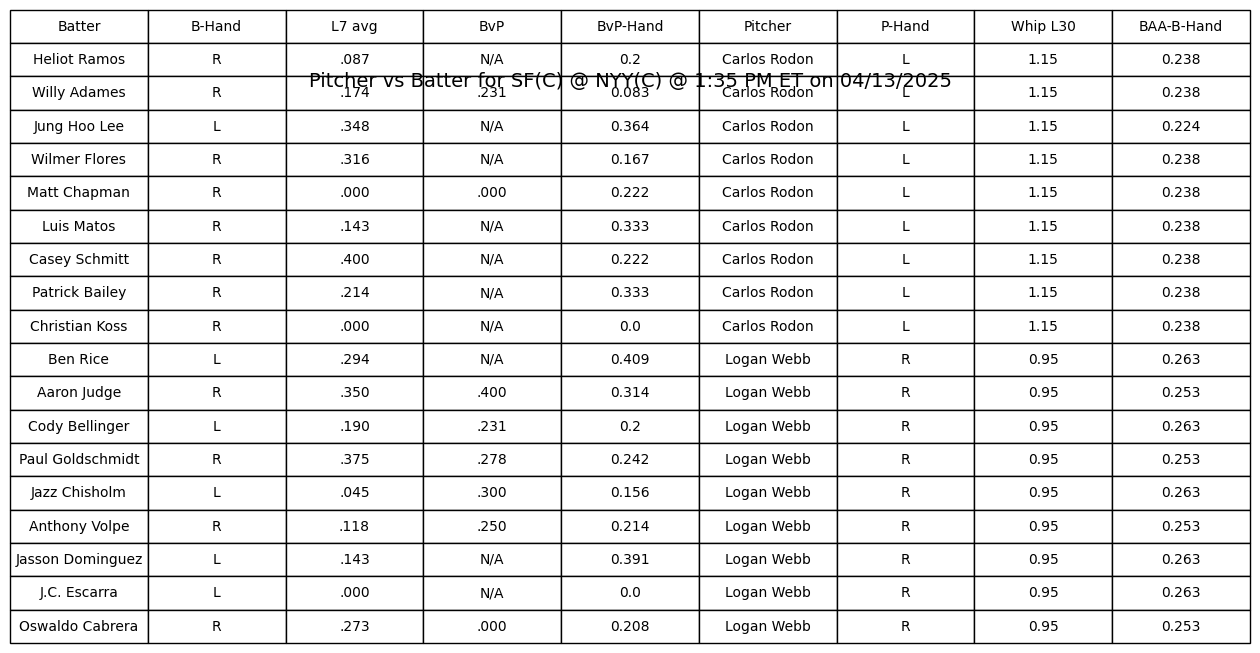 Batter B-Hand L7 avg BvP BvP-Hand Pitcher P-Hand Whip L30 BAA-B-Hand
Heliot Ramos R .087 N/A 0.2 Carlos Rodon L 1.15 0.238
Pitcher vs Batter for SF(C) @ NYY(C) @ 1:35 PM ET on 04/13/2025
Willy Adames R .174 .231 0.083 Carlos Rodon L 1.15 0.238
Jung Hoo Lee L .348 N/A 0.364 Carlos Rodon L 1.15 0.224
Wilmer Flores R .316 N/A 0.167 Carlos Rodon L 1.15 0.238
Matt Chapman R .000 .000 0.222 Carlos Rodon L 1.15 0.238
Luis Matos R .143 N/A 0.333 Carlos Rodon L 1.15 0.238
Casey Schmitt R .400 N/A 0.222 Carlos Rodon L 1.15 0.238
Patrick Bailey R .214 N/A 0.333 Carlos Rodon L 1.15 0.238
Christian Koss R .000 N/A 0.0 Carlos Rodon L 1.15 0.238
Ben Rice L .294 N/A 0.409 Logan Webb R 0.95 0.263
Aaron Judge R .350 .400 0.314 Logan Webb R 0.95 0.253
Cody Bellinger L .190 .231 0.2 Logan Webb R 0.95 0.263
Paul Goldschmidt R .375 .278 0.242 Logan Webb R 0.95 0.253
Jazz Chisholm L .045 .300 0.156 Logan Webb R 0.95 0.263
Anthony Volpe R .118 .250 0.214 Logan Webb R 0.95 0.253
Jasson Dominguez L .143 N/A 0.391 Logan Webb R 0.95 0.263
J.C. Escarra L .000 N/A 0.0 Logan Webb R 0.95 0.263
Oswaldo Cabrera R .273 .000 0.208 Logan Webb R 0.95 0.253